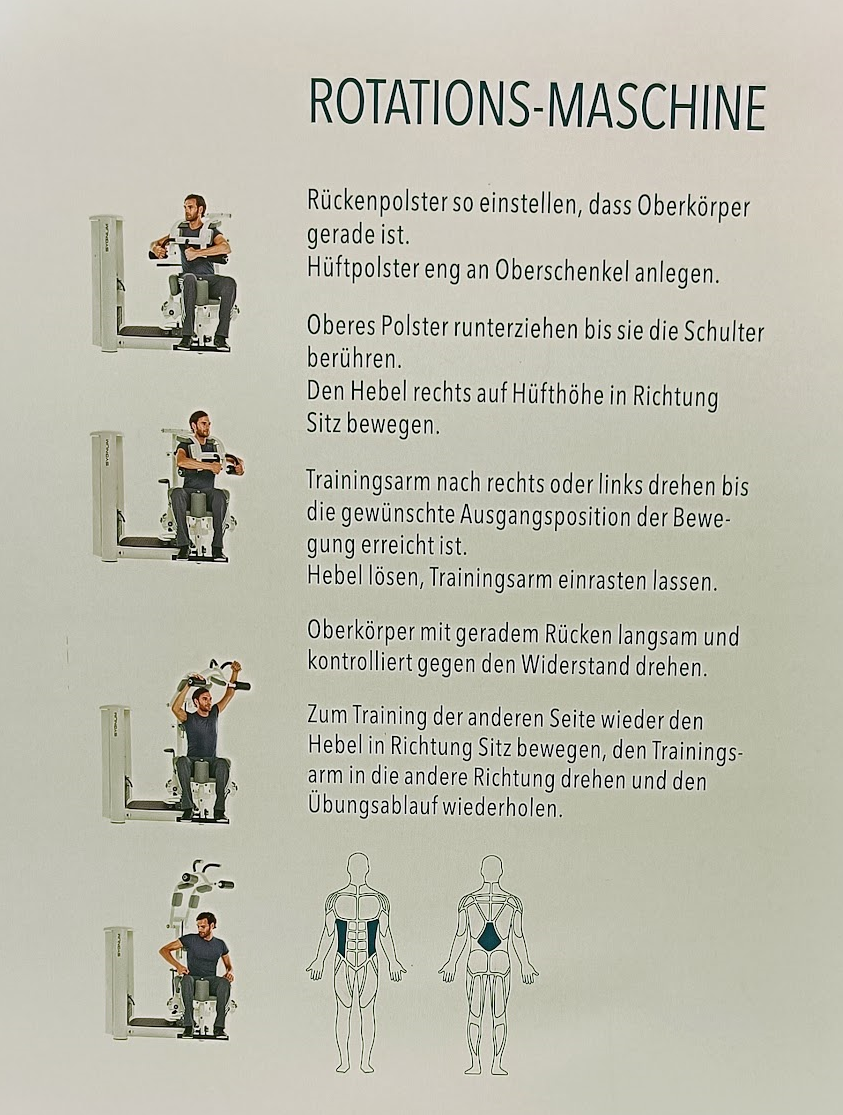 ROTATIONS-MASCHINE
Rückenpolster so einstellen, dass Oberkörper
gerade ist.
Hüftpolster eng an Oberschenkel anlegen.
Oberes Polster runterziehen bis sie die Schulter
berühren.
Den Hebel rechts auf Hüfthöhe in Richtung
Sitz bewegen.
Trainingsarm nach rechts oder links drehen bis
die gewünschte Ausgangsposition der Bewe-
gung erreicht ist.
Hebel lösen, Trainingsarm einrasten lassen.
Oberkörper mit geradem Rücken langsam und
kontrolliert gegen den Widerstand drehen.
Zum Training der anderen Seite wieder den
Hebel in Richtung Sitz bewegen, den Trainings-
arm in die andere Richtung drehen und den
Übungsablauf wiederholen.